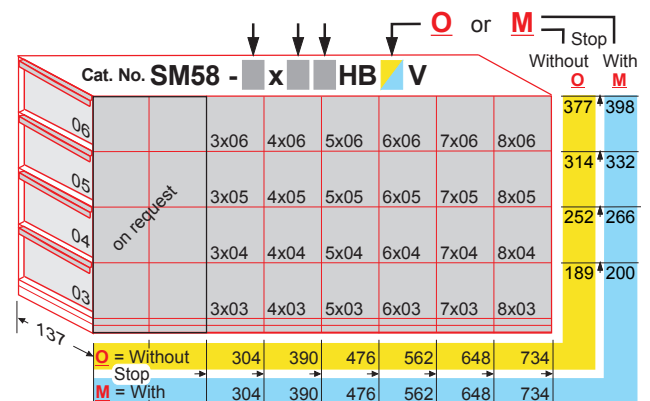 O or M
Stop
Without With
O M
Cat. No. SM58 - x HB V
377 398
06 3x06 4x06 5x06 6x06 7x06 8x06
314 332
05 3x05 4x05 5x05 6x05 7x05 8x05
on request
252 266
04 3x04 4x04 5x04 6x04 7x04 8x04
189 200
03 3x03 4x03 5x03 6x03 7x03 8x03
137
O = Without 304 390 476 562 648 734
Stop
M = With 304 390 476 562 648 734